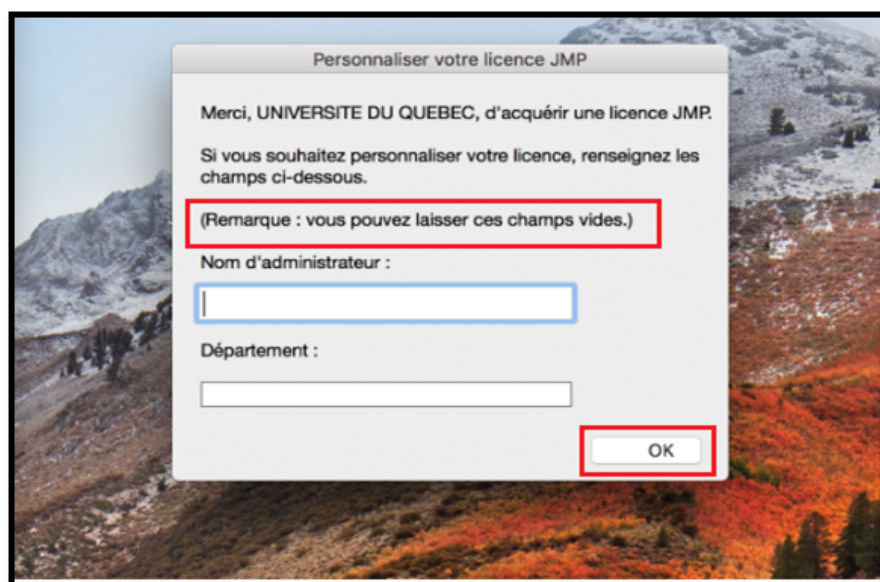 Personnaliser votre licence JMP
Merci, UNIVERSITE DU QUEBEC, d'acquérir une licence JMP.
Si vous souhaitez personnaliser votre licence, renseignez les
champs ci-dessous.
(Remarque : vous pouvez laisser ces champs vides.)
Nom d'administrateur :
Département :
OK